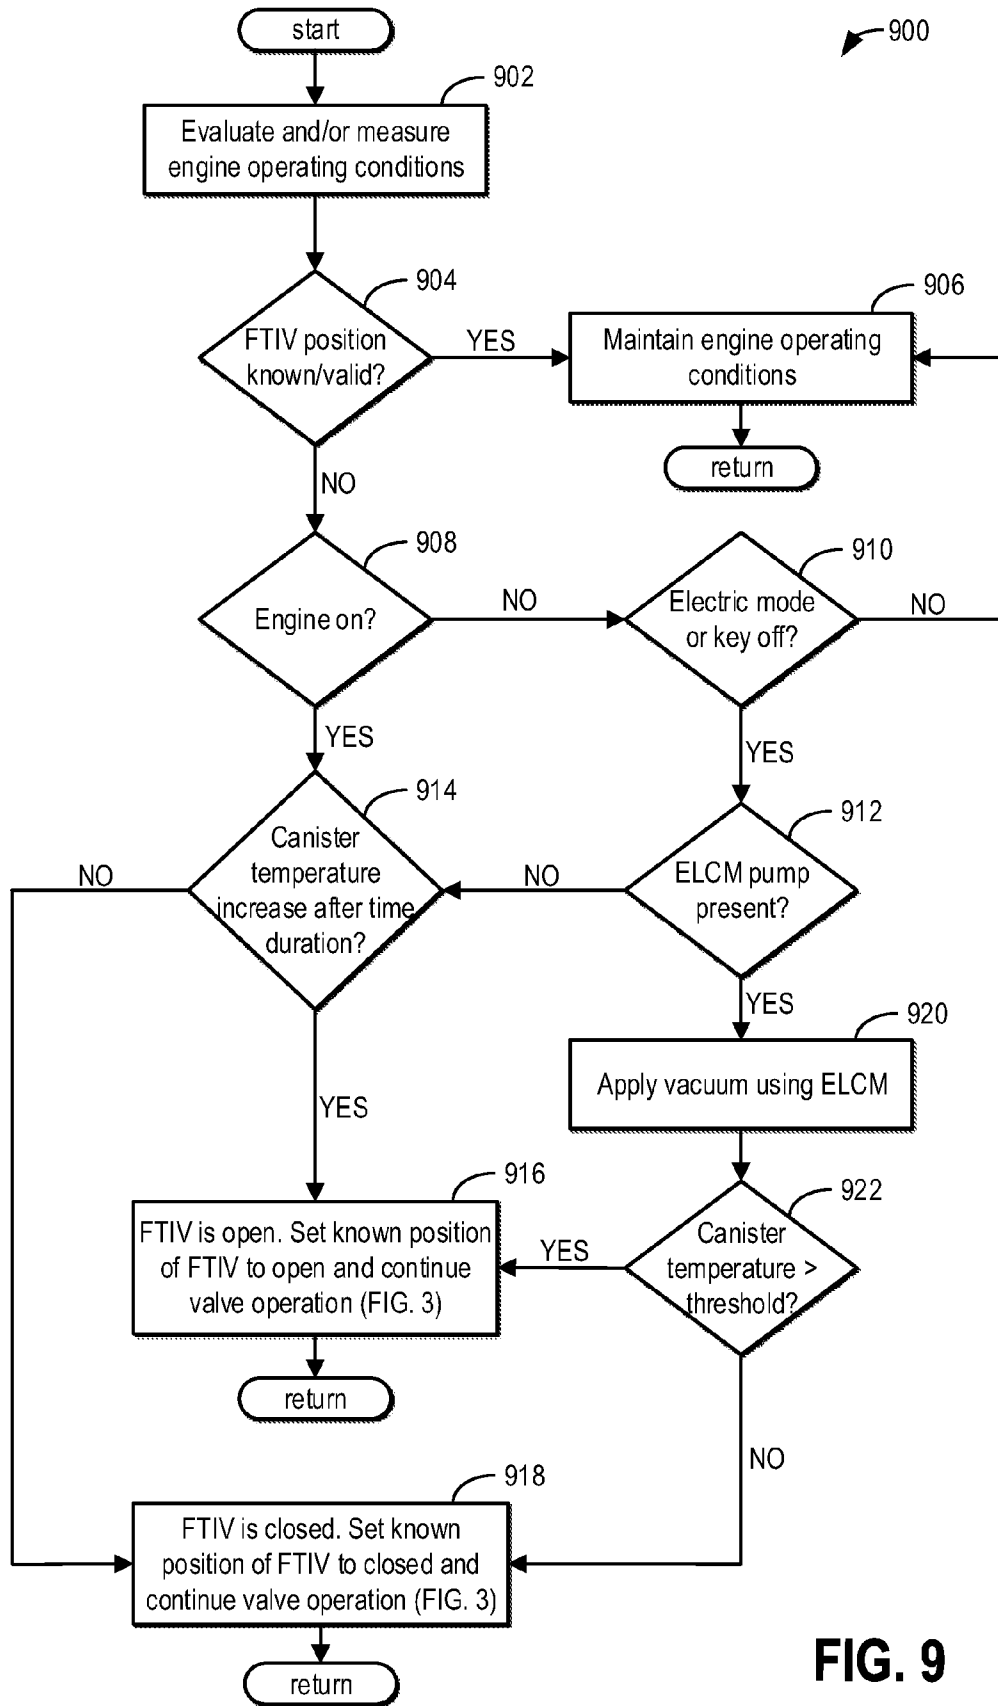 start
900
902
Evaluate and/or measure
engine operating conditions
904
FTIV position
known/valid?
YES
906
Maintain engine operating
conditions
return
NO
908
Engine on?
NO
910
Electric mode
or key off?
NO
YES
YES
914
Canister
temperature
increase after time
duration?
NO
912
ELCM pump
present?
NO
YES
920
Apply vacuum using ELCM
YES
916
FTIV is open. Set known position
of FTIV to open and continue
valve operation (FIG. 3)
return
YES
922
Canister
temperature >
threshold?
NO
918
FTIV is closed. Set known
position of FTIV to closed and
continue valve operation (FIG. 3)
return
FIG. 9